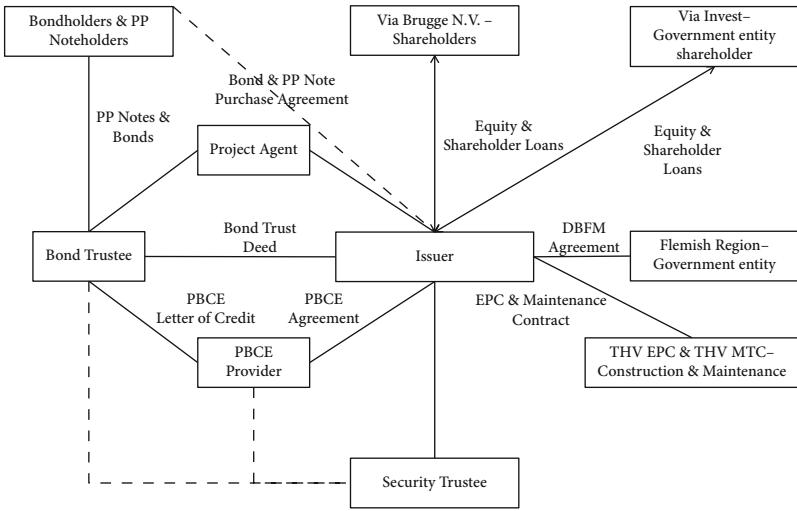 Bondholders & PP
Noteholders
Via Brugge N.V. –
Shareholders
Via Invest–
Government entity
shareholder
Bond & PP Note
Purchase Agreement
PP Notes &
Bonds
Project Agent
Equity &
Shareholder Loans
Equity &
Shareholder
Loans
Bond Trustee
Bond Trust
Deed
Issuer
DBFM
Agreement
Flemish Region–
Government entity
PBCE
Letter of Credit
PBCE
Agreement
EPC & Maintenance
Contract
PBCE
Provider
THV EPC & THV MTC–
Construction & Maintenance
Security Trustee